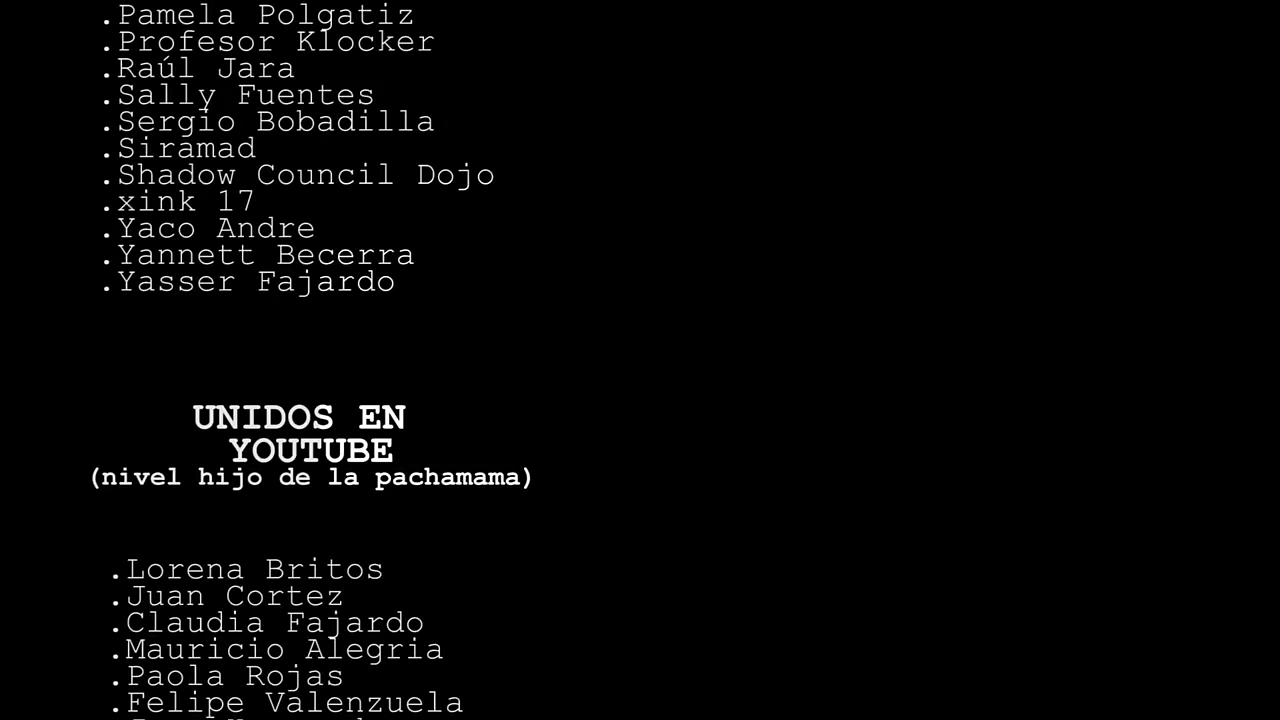 .Pamela Polgatiz
.Profesor Klocker
.Raúl Jara
.Sally Fuentes
.Sergio Bobadilla
.Siramad
.Shadow Council Dojo
.xink 17
.Yaco Andre
.Yannett Becerra
.Yasser Fajardo
UNIDOS EN
YOUTUBE
(nivel hijo de la pachamama)
.Lorena Britos
.Juan Cortez
.Claudia Fajardo
.Mauricio Alegria
.Paola Rojas
.Felipe Valenzuela